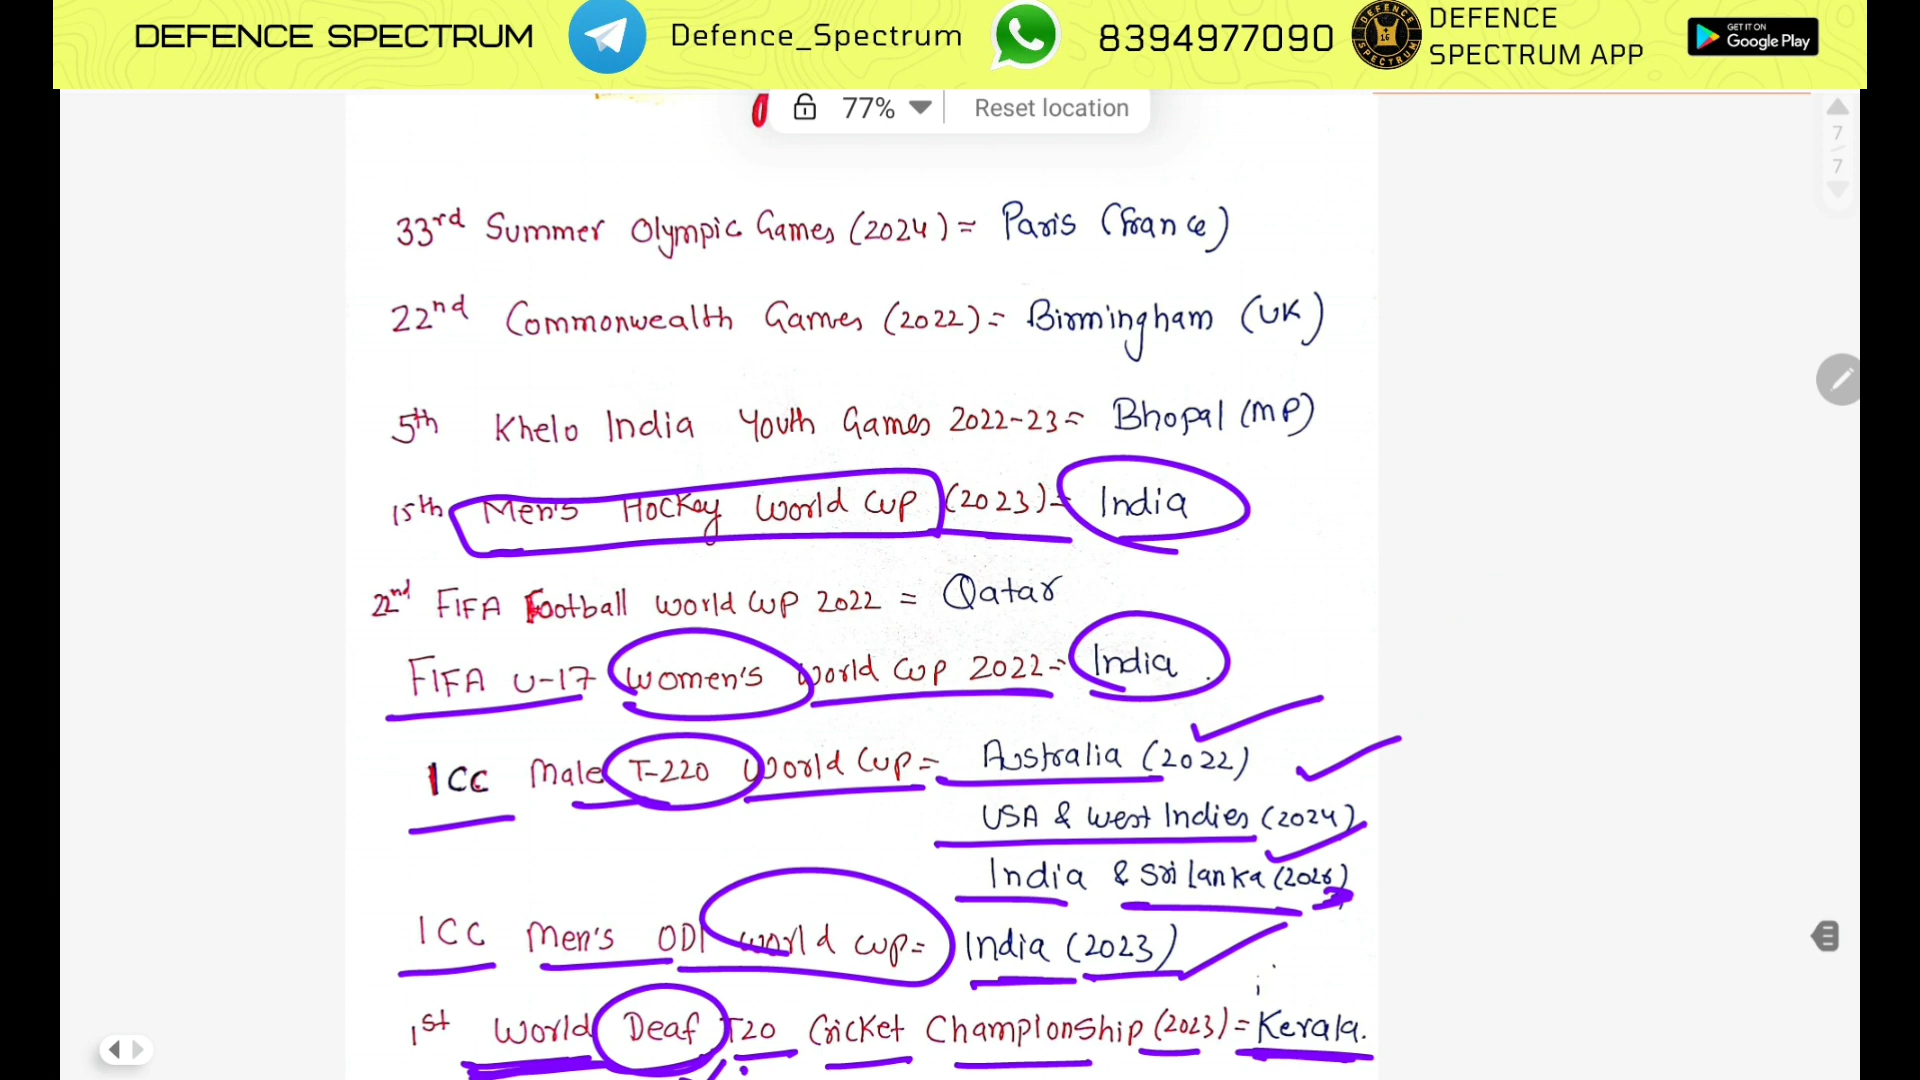 DEFENCE SPECTRUM
Defence_Spectrum
8394977090
DEFENCE
SPECTRUM APP
GET IT ON
Google Play
77%
Reset location
7
7
33rd Summer Olympic Games (2024) = Paris (France)
22nd Commonwealth Games (2022) = Birmingham (UK)
5th Khelo India Youth Games 2022-23 = Bhopal (MP)
15th Men's Hockey World Cup (2023) = India
22nd FIFA Football World Cup 2022 = Qatar
FIFA U-17 Women's World Cup 2022 = India.
ICC Male T-220 World Cup = Australia (2022)
USA & West Indies (2024)
India & Sri Lanka (2026)
ICC Men's ODI World Cup = India (2023)
1st World Deaf T20 Cricket Championship (2023) = Kerala.